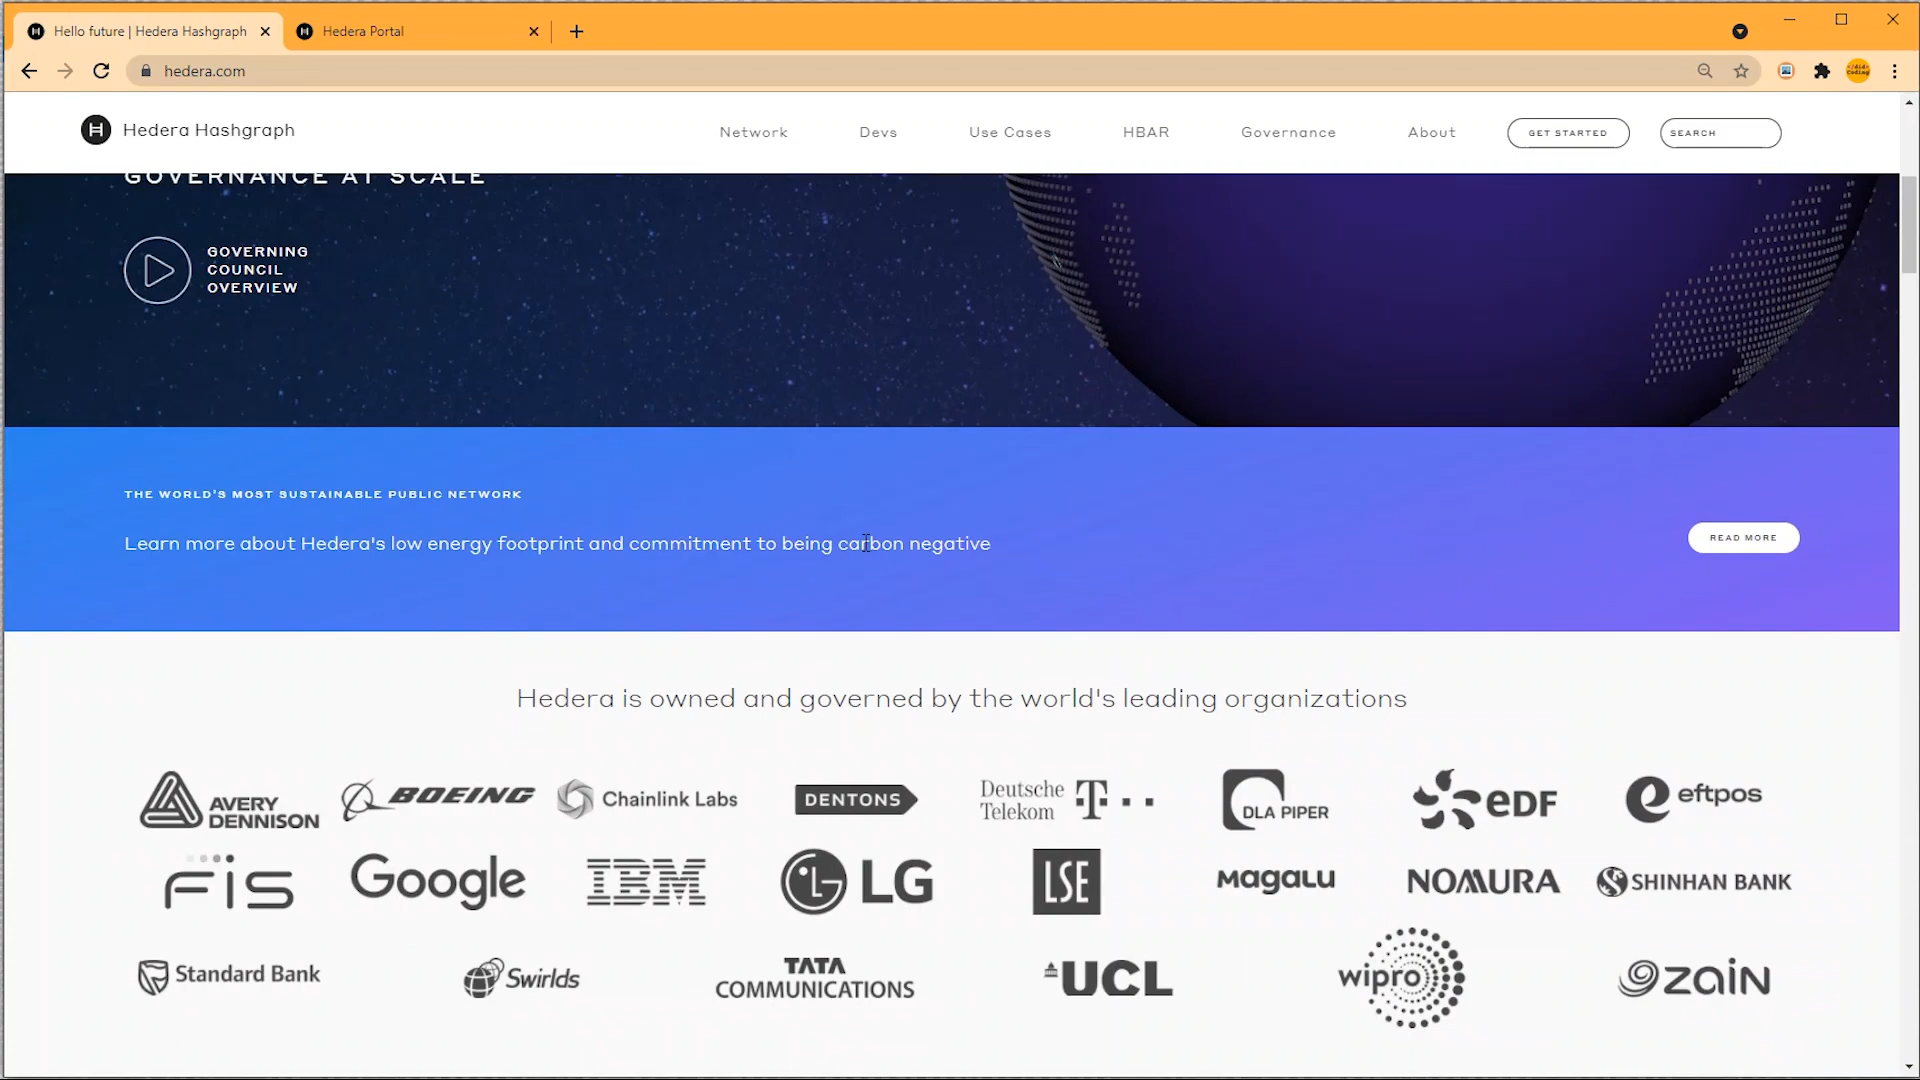 Hello future | Hedera Hashgraph
Hedera Portal
hedera.com
Hedera Hashgraph
Network
Devs
Use Cases
HBAR
Governance
About
GET STARTED
SEARCH
GOVERNANCE AT SCALE
GOVERNING
COUNCIL
OVERVIEW
THE WORLD'S MOST SUSTAINABLE PUBLIC NETWORK
Learn more about Hedera's low energy footprint and commitment to being carbon negative
READ MORE
Hedera is owned and governed by the world's leading organizations
AVERY
DENNISON
BOEING
Chainlink Labs
DENTONS
Deutsche
Telekom T
DLA PIPER
eDF
eftpos
FIS
Google
IBM
LG
LSE
MagaLu
NOMURA
SHINHAN BANK
Standard Bank
Swirlds
TATA
COMMUNICATIONS
UCL
wipro
zain